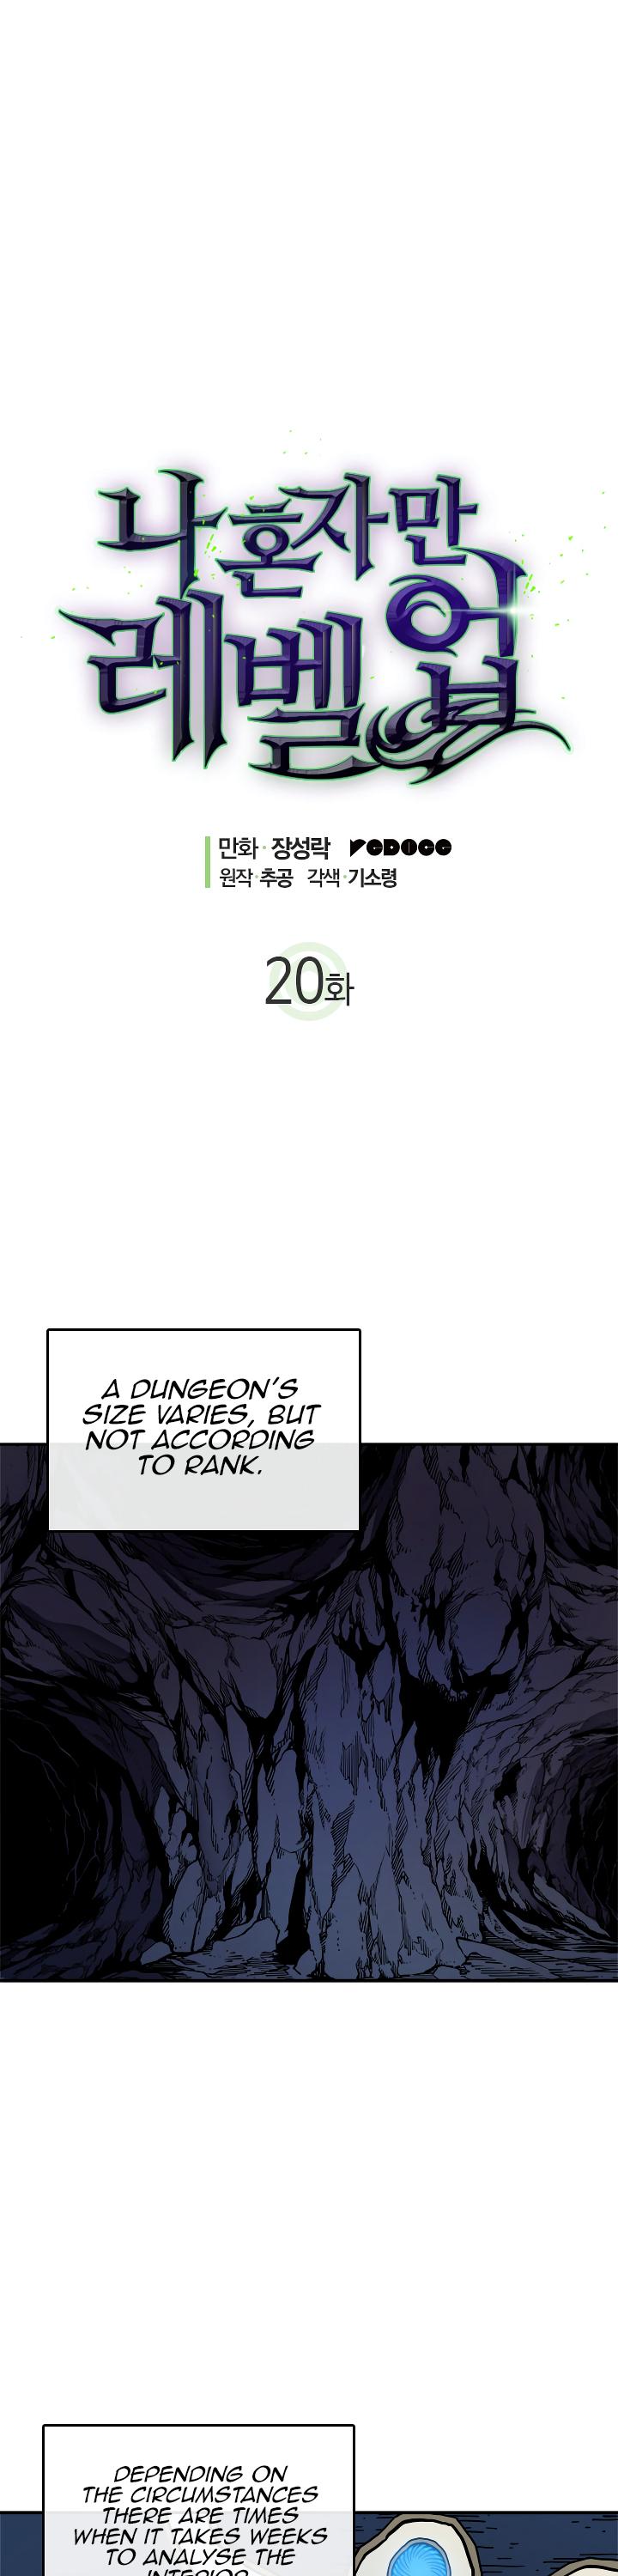 나 혼자만
레벨업
만화·장성락 REDICE
원작·추공 각색·기소령
20화
A DUNGEON'S
SIZE VARIES, BUT
NOT ACCORDING
TO RANK.
DEPENDING ON
THE CIRCUMSTANCES
THERE ARE TIMES
WHEN IT TAKES WEEKS
TO ANALYSE THE
INTERIOR